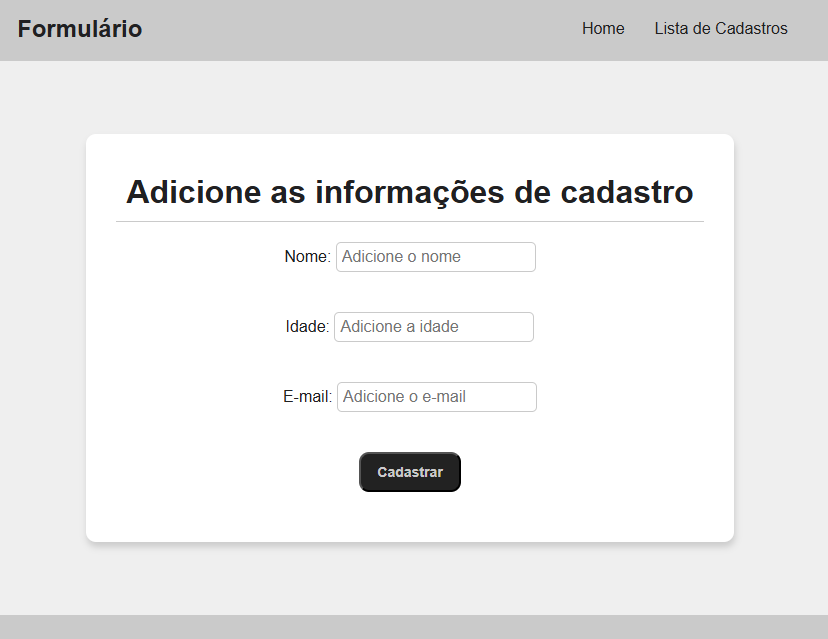 Formulário
Home Lista de Cadastros
Adicione as informações de cadastro
Nome: Adicione o nome
Idade: Adicione a idade
E-mail: Adicione o e-mail
Cadastrar